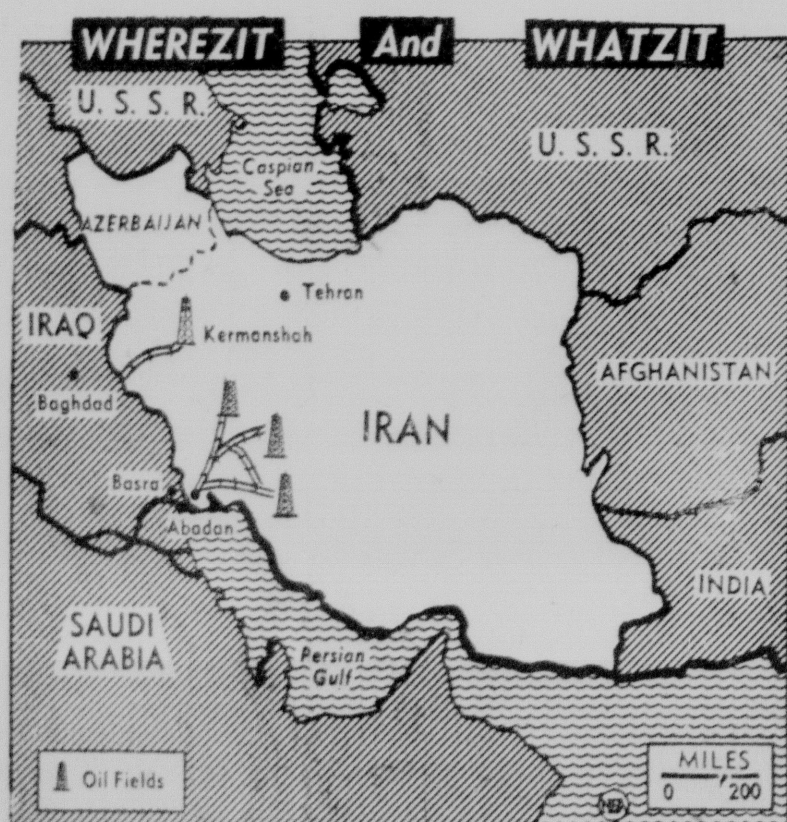 WHEREZIT And WHATZIT
U. S. S. R.
U. S. S. R.
Caspian
Sea
AZERBAIJAN
Tehran
IRAQ
Kermanshah
AFGHANISTAN
Baghdad
IRAN
Basra
Abadan
INDIA
SAUDI
ARABIA
Persian
Gulf
Oil Fields
MILES
0 200
NEA